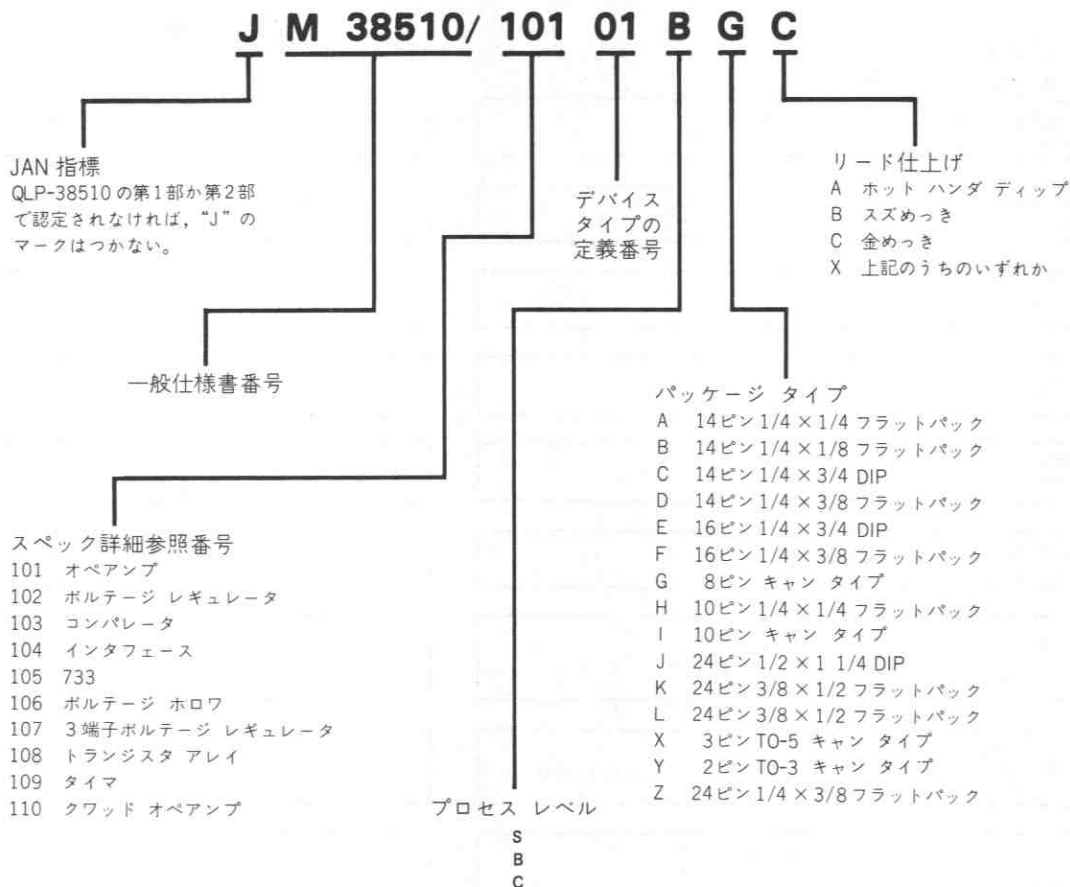 J M 38510/ 101 01 B G C
JAN 指標
QLP-38510 の第1部か第2部
で認定されなければ，“J”の
マークはつかない。
一般仕様書番号
スペック詳細参照番号
101 オペアンプ
102 ボルテージ レギュレータ
103 コンパレータ
104 インタフェース
105 733
106 ボルテージ ホロワ
107 3端子ボルテージ レギュレータ
108 トランジスタ アレイ
109 タイマ
110 クワッド オペアンプ
デバイス
タイプの
定義番号
プロセス レベル
S
B
C
リード仕上げ
A ホット ハンダ ディップ
B スズめっき
C 金めっき
X 上記のうちのいずれか
パッケージ タイプ
A 14ピン 1/4 × 1/4 フラットパック
B 14ピン 1/4 × 1/8 フラットパック
C 14ピン 1/4 × 3/4 DIP
D 14ピン 1/4 × 3/8 フラットパック
E 16ピン 1/4 × 3/4 DIP
F 16ピン 1/4 × 3/8 フラットパック
G 8ピン キャン タイプ
H 10ピン 1/4 × 1/4 フラットパック
I 10ピン キャン タイプ
J 24ピン 1/2 × 1 1/4 DIP
K 24ピン 3/8 × 1/2 フラットパック
L 24ピン 3/8 × 1/2 フラットパック
X 3ピン TO-5 キャン タイプ
Y 2ピン TO-3 キャン タイプ
Z 24ピン 1/4 × 3/8 フラットパック